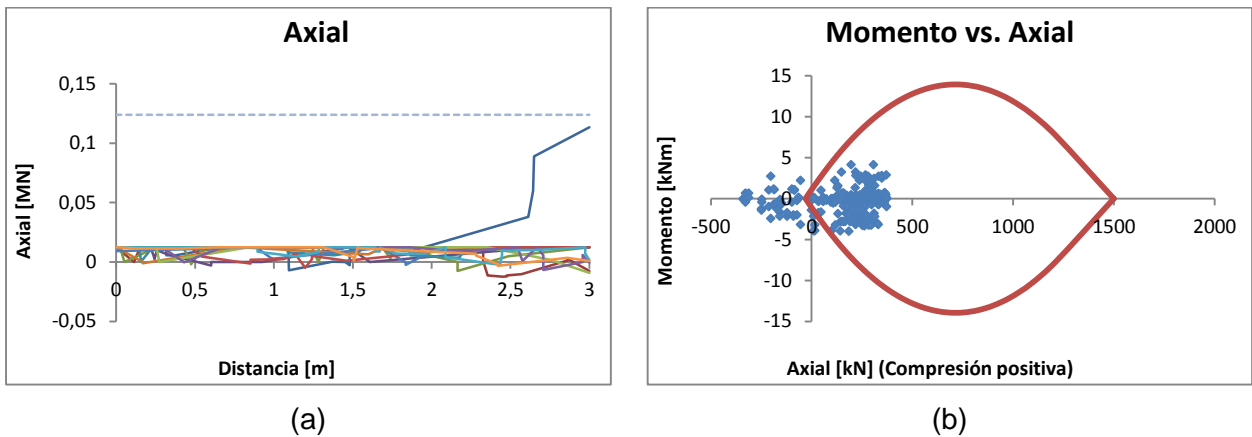 Axial
0,15
0,1
0,05
0
-0,05
Axial [MN]
0 0,5 1 1,5 2 2,5 3
Distancia [m]
(a)
Momento vs. Axial
15
10
5
0
-5
-10
-15
Momento [kNm]
-500 0 500 1000 1500 2000
Axial [kN] (Compresión positiva)
(b)